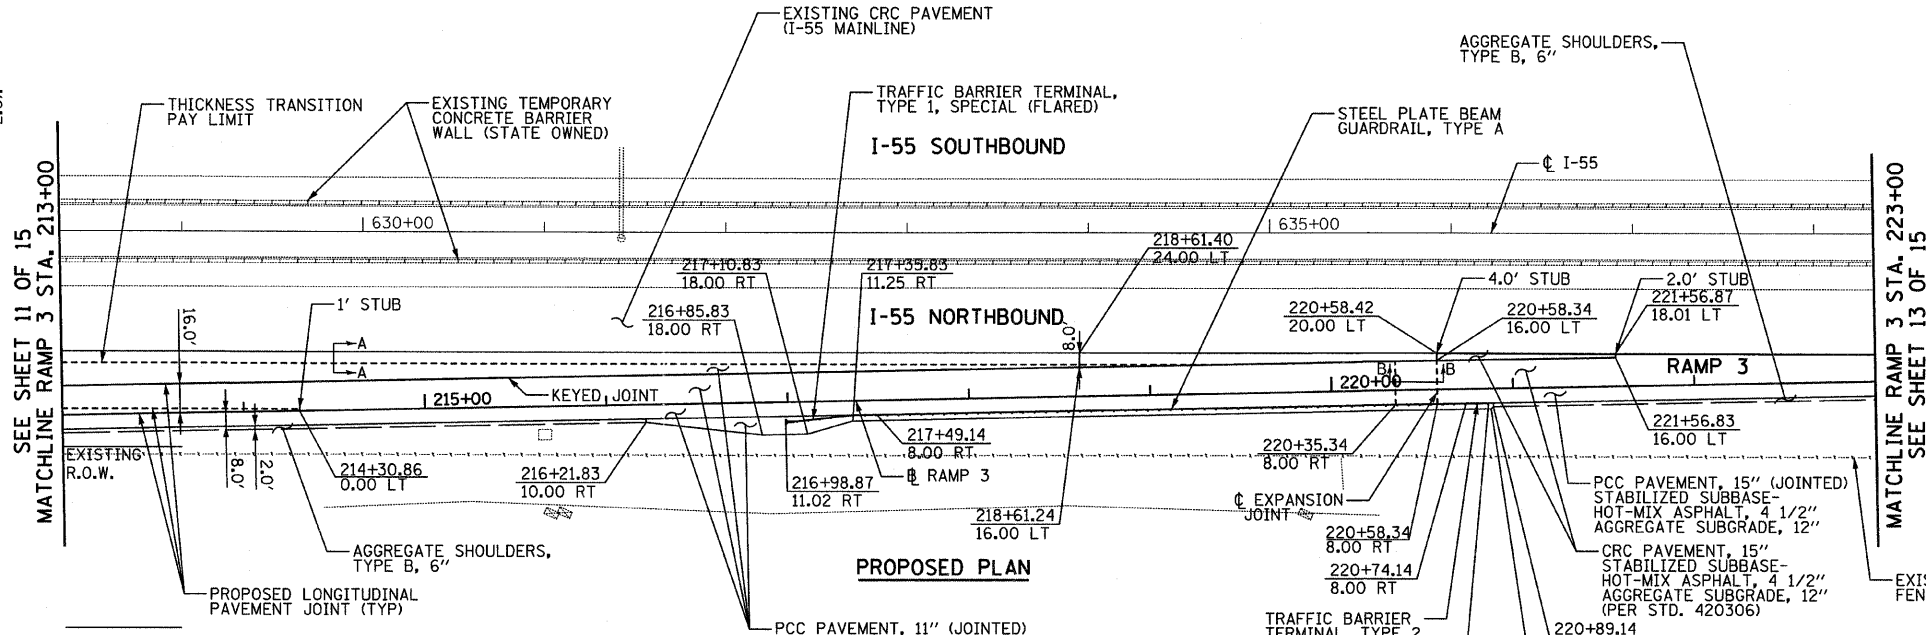 EXISTING CRC PAVEMENT
(I-55 MAINLINE)
AGGREGATE SHOULDERS,
TYPE B, 6"
THICKNESS TRANSITION
PAY LIMIT
EXISTING TEMPORARY
CONCRETE BARRIER
WALL (STATE OWNED)
TRAFFIC BARRIER TERMINAL,
TYPE 1, SPECIAL (FLARED)
STEEL PLATE BEAM
GUARDRAIL, TYPE A
I-55 SOUTHBOUND
℄ I-55
SEE SHEET 11 OF 15
MATCHLINE RAMP 3 STA. 213+00
630+00
635+00
218+61.40
24.00 LT
217+10.83
18.00 RT
217+35.83
11.25 RT
1' STUB
4.0' STUB
2.0' STUB
16.0'
216+85.83
18.00 RT
I-55 NORTHBOUND
8.0'
220+58.42
20.00 LT
220+58.34
16.00 LT
221+56.87
18.01 LT
A
A
B
B
RAMP 3
215+00
KEYED JOINT
220+00
EXISTING
R.O.W.
8.0'
2.0'
214+30.86
0.00 LT
216+21.83
10.00 RT
216+98.87
11.02 RT
217+49.14
8.00 RT
RAMP 3
218+61.24
16.00 LT
220+35.34
8.00 RT
221+56.83
16.00 LT
℄ EXPANSION
JOINT
220+58.34
8.00 RT
220+74.14
8.00 RT
PCC PAVEMENT, 15" (JOINTED)
STABILIZED SUBBASE-
HOT-MIX ASPHALT, 4 1/2"
AGGREGATE SUBGRADE, 12"
CRC PAVEMENT, 15"
STABILIZED SUBBASE-
HOT-MIX ASPHALT, 4 1/2"
AGGREGATE SUBGRADE, 12"
(PER STD. 420306)
AGGREGATE SHOULDERS,
TYPE B, 6"
PROPOSED PLAN
PROPOSED LONGITUDINAL
PAVEMENT JOINT (TYP)
PCC PAVEMENT, 11" (JOINTED)
TRAFFIC BARRIER
TERMINAL, TYPE 2
220+89.14
MATCHLINE RAMP 3 STA. 223+00
SEE SHEET 13 OF 15